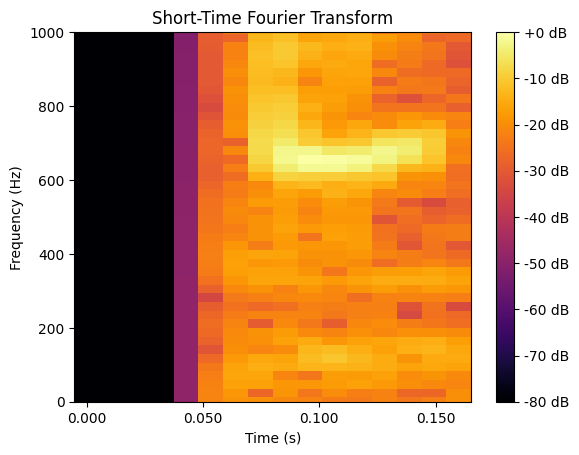 Short-Time Fourier Transform
1000
800
600
400
200
0
Frequency (Hz)
0.000
0.050
0.100
0.150
Time (s)
+0 dB
-10 dB
-20 dB
-30 dB
-40 dB
-50 dB
-60 dB
-70 dB
-80 dB